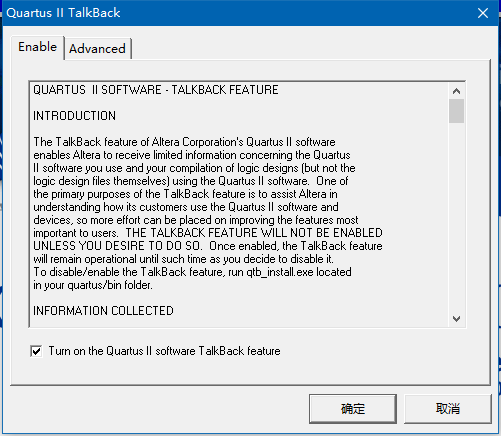 Quartus II TalkBack
Enable
Advanced
QUARTUS II SOFTWARE - TALKBACK FEATURE
INTRODUCTION
The TalkBack feature of Altera Corporation's Quartus II software
enables Altera to receive limited information concerning the Quartus
II software you use and your compilation of logic designs (but not the
logic design files themselves) using the Quartus II software. One of
the primary purposes of the TalkBack feature is to assist Altera in
understanding how its customers use the Quartus II software and
devices, so more effort can be placed on improving the features most
important to users. THE TALKBACK FEATURE WILL NOT BE ENABLED
UNLESS YOU DESIRE TO DO SO. Once enabled, the TalkBack feature
will remain operational until such time as you decide to disable it.
To disable/enable the TalkBack feature, run qtb_install.exe located
in your quartus/bin folder.
INFORMATION COLLECTED
Turn on the Quartus II software TalkBack feature
确定
取消